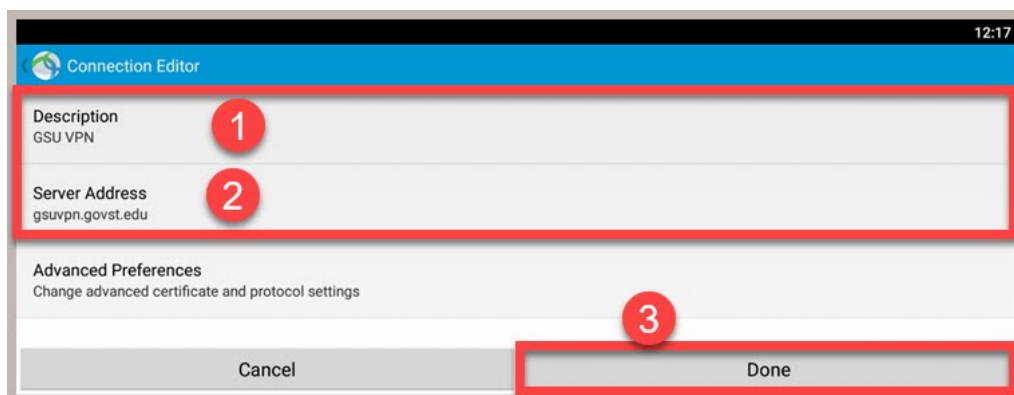 12:17
Connection Editor
Description
1
GSU VPN
Server Address
2
gsuvpn.govst.edu
Advanced Preferences
Change advanced certificate and protocol settings
3
Cancel
Done